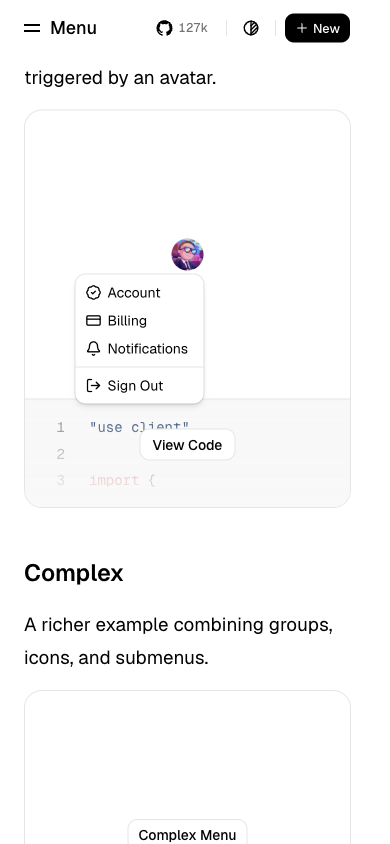 Menu
127k
New
triggered by an avatar.
Account
Billing
Notifications
Sign Out
1 "use client"
View Code
2
3 import {
Complex
A richer example combining groups,
icons, and submenus.
Complex Menu